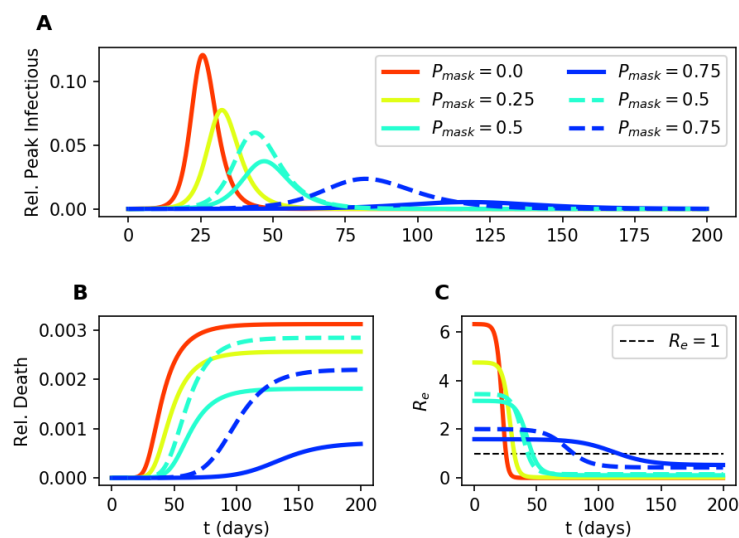 A
Rel. Peak Infectious
0.10
0.05
0.00
P_mask = 0.0
P_mask = 0.25
P_mask = 0.5
P_mask = 0.75
P_mask = 0.5
P_mask = 0.75
0 25 50 75 100 125 150 175 200
B
Rel. Death
0.003
0.002
0.001
0.000
0 50 100 150 200
t (days)
C
R_e
6
4
2
0
R_e = 1
0 50 100 150 200
t (days)